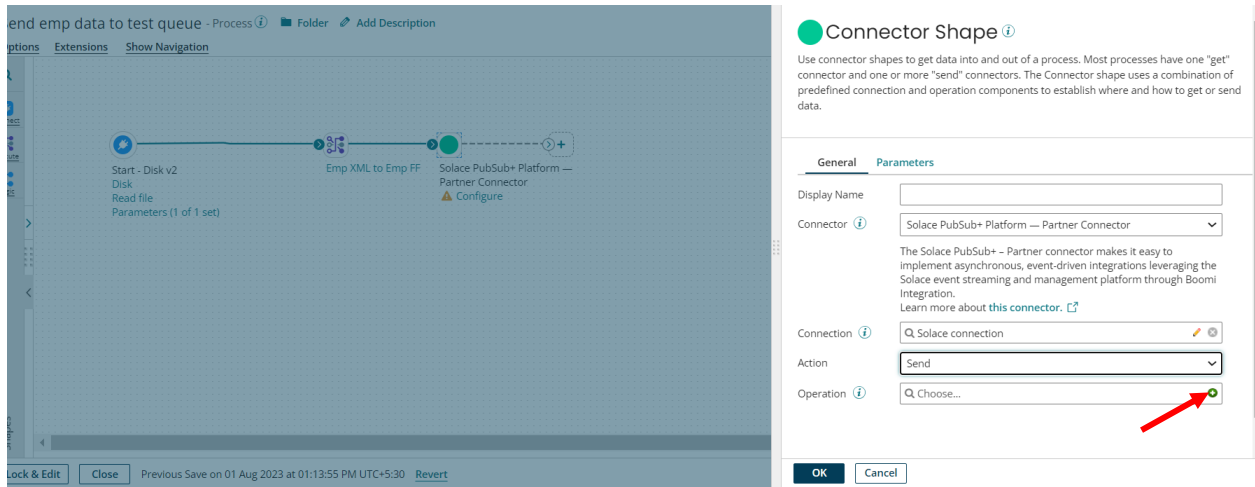 end emp data to test queue - Process Folder Add Description
ptions Extensions Show Navigation
Start - Disk v2
Disk
Read file
Parameters (1 of 1 set)
Emp XML to Emp FF
Solace PubSub+ Platform —
Partner Connector
Configure
Lock & Edit Close Previous Save on 01 Aug 2023 at 01:13:55 PM UTC+5:30 Revert
Connector Shape
Use connector shapes to get data into and out of a process. Most processes have one "get"
connector and one or more "send" connectors. The Connector shape uses a combination of
predefined connection and operation components to establish where and how to get or send
data.
General Parameters
Display Name
Connector Solace PubSub+ Platform — Partner Connector
The Solace PubSub+ – Partner connector makes it easy to
implement asynchronous, event-driven integrations leveraging the
Solace event streaming and management platform through Boomi
Integration.
Learn more about this connector.
Connection Solace connection
Action Send
Operation Choose...
OK Cancel